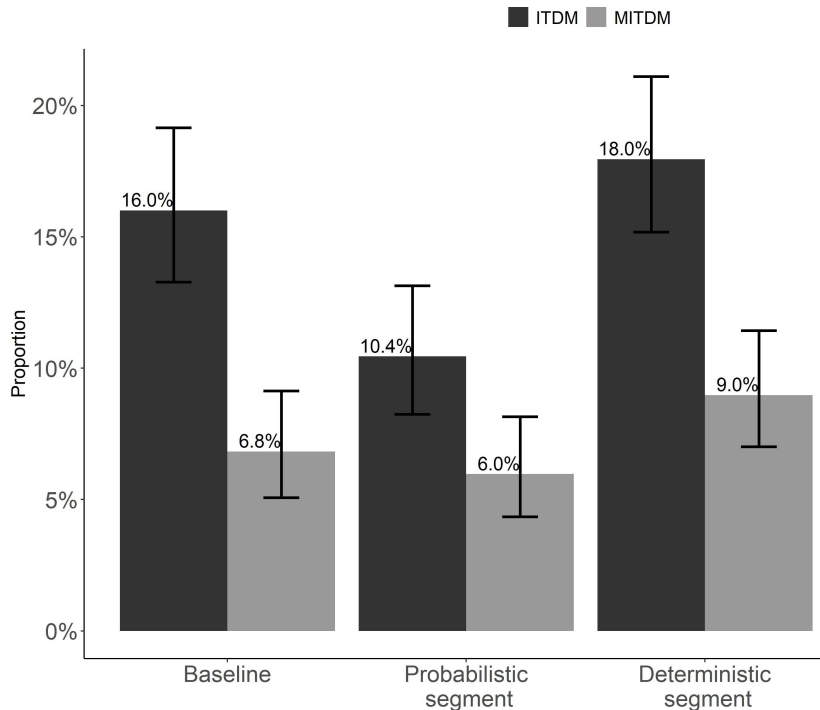 ITDM MITDM
Proportion
20%
15%
10%
5%
0%
16.0%
6.8%
10.4%
6.0%
18.0%
9.0%
Baseline
Probabilistic
segment
Deterministic
segment